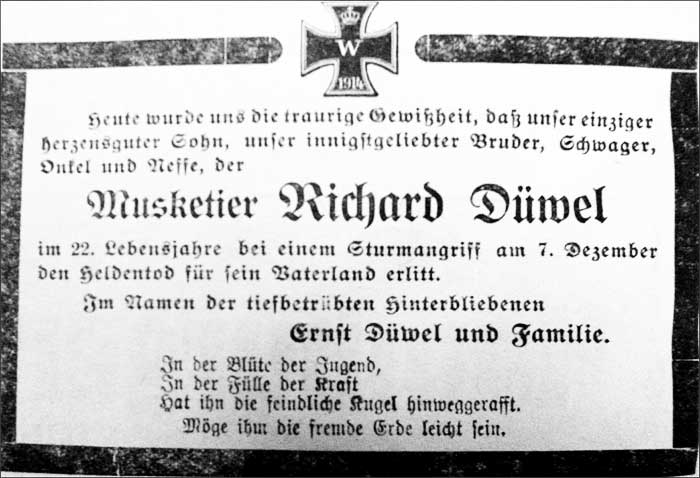 W
1914
Heute wurde uns die traurige Gewißheit, daß unser einziger
herzensguter Sohn, unser innigstgeliebter Bruder, Schwager,
Onkel und Neffe, der
Musketier Richard Düwel
im 22. Lebensjahre bei einem Sturmangriff am 7. Dezember
den Heldentod für sein Vaterland erlitt.
Im Namen der tiefbetrübten Hinterbliebenen
Ernst Düwel und Familie.
In der Blüte der Jugend,
In der Fülle der Kraft
Hat ihn die feindliche Kugel hinweggerafft.
Möge ihm die fremde Erde leicht sein.